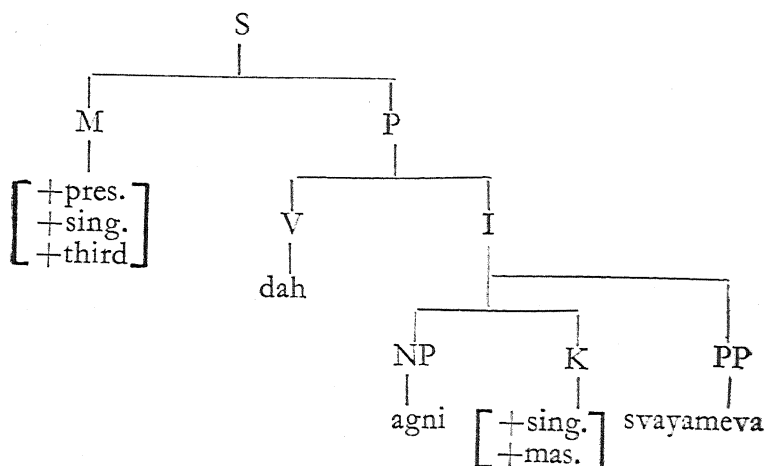 S
M P
[+pres.
+sing.
+third]
V I
dah
NP K PP
agni [+sing.
+mas.] svayameva